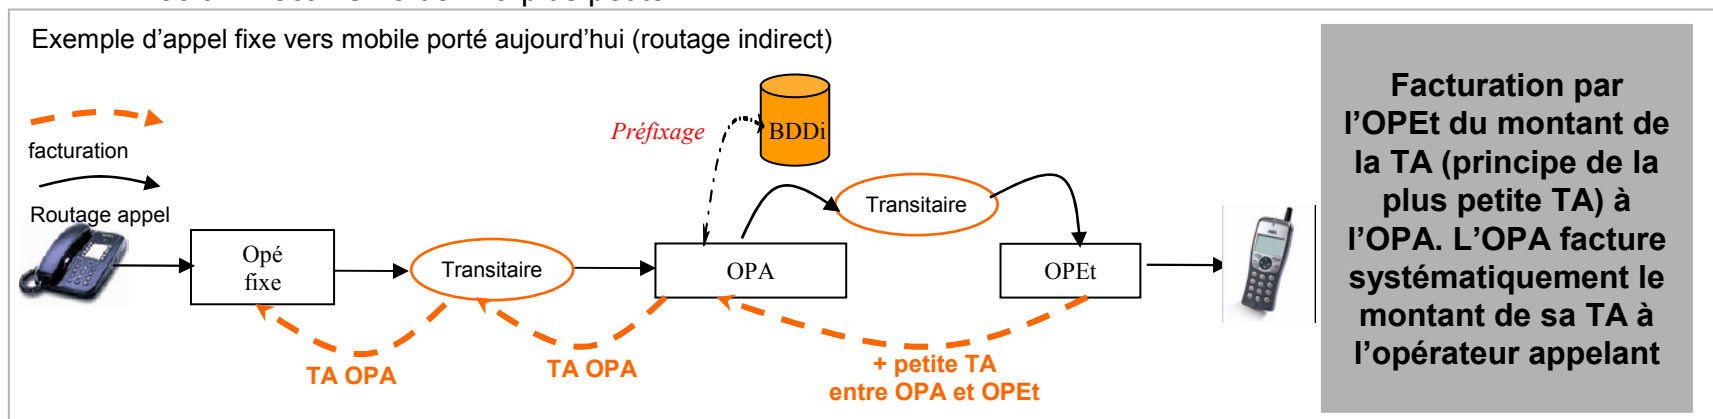 Exemple d’appel fixe vers mobile porté aujourd’hui (routage indirect)
facturation
Routage appel
Préfixage
BDDi
Opé
fixe
Transitaire
OPA
Transitaire
OPEt
TA OPA
TA OPA
+ petite TA
entre OPA et OPEt
Facturation par
l’OPEt du montant de
la TA (principe de la
plus petite TA) à
l’OPA. L’OPA facture
systématiquement le
montant de sa TA à
l’opérateur appelant